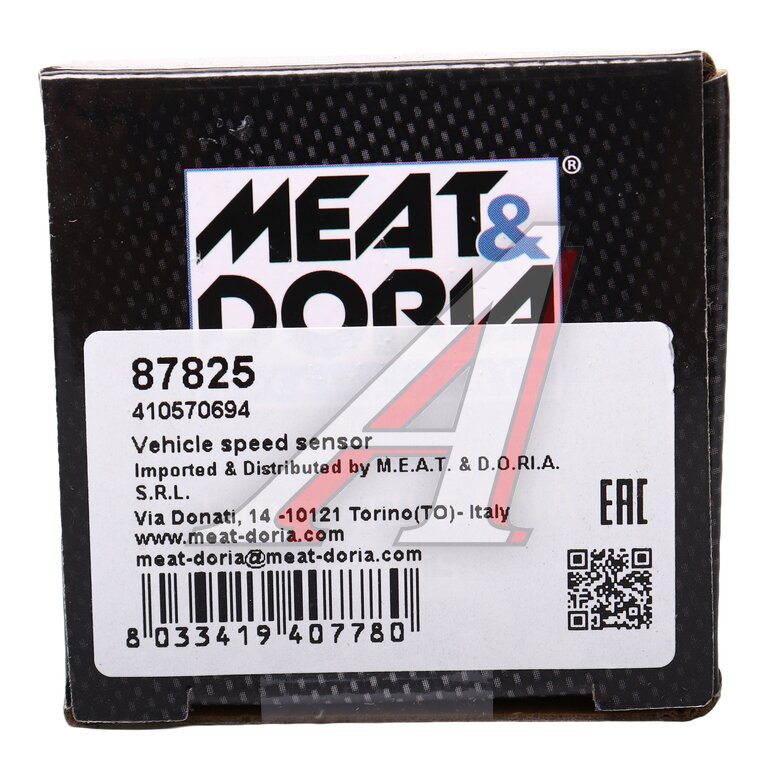 MEAT&
DORIA
®
87825
410570694
Vehicle speed sensor
Imported & Distributed by M.E.A.T. & D.O.RI.A.
S.R.L.
Via Donati, 14 -10121 Torino(TO)- Italy
www.meat-doria.com
meat-doria@meat-doria.com
EAC
8 033419 407780